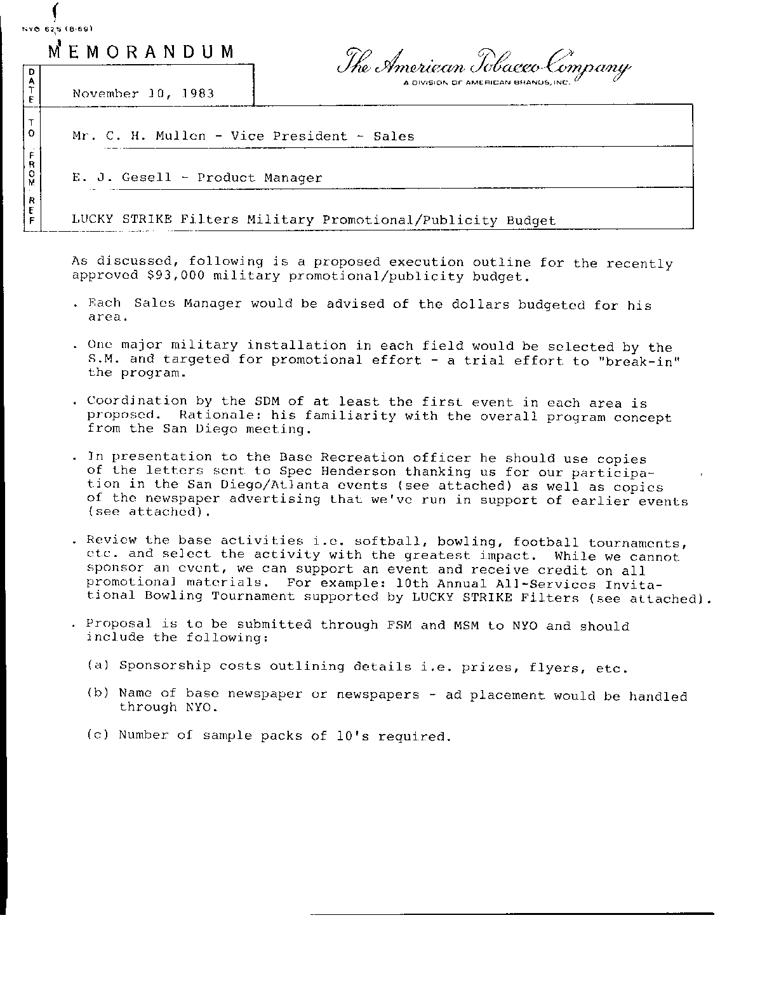 NYO 625 (8-69)
MEMORANDUM
The American Tobacco Company
A DIVISION OF AMERICAN BRANDS, INC.
DATE
November 10, 1983
TO
Mr. C. H. Mullen - Vice President - Sales
FROM
E. J. Gesell - Product Manager
REF
LUCKY STRIKE Filters Military Promotional/Publicity Budget
As discussed, following is a proposed execution outline for the recently
approved $93,000 military promotional/publicity budget.
. Each Sales Manager would be advised of the dollars budgeted for his
area.
. One major military installation in each field would be selected by the
S.M. and targeted for promotional effort - a trial effort to "break-in"
the program.
. Coordination by the SDM of at least the first event in each area is
proposed. Rationale: his familiarity with the overall program concept
from the San Diego meeting.
. In presentation to the Base Recreation officer he should use copies
of the letters sent to Spec Henderson thanking us for our participa-
tion in the San Diego/Atlanta events (see attached) as well as copies
of the newspaper advertising that we've run in support of earlier events
(see attached).
. Review the base activities i.e. softball, bowling, football tournaments,
etc. and select the activity with the greatest impact. While we cannot
sponsor an event, we can support an event and receive credit on all
promotional materials. For example: 10th Annual All-Services Invita-
tional Bowling Tournament supported by LUCKY STRIKE Filters (see attached).
. Proposal is to be submitted through FSM and MSM to NYO and should
include the following:
(a) Sponsorship costs outlining details i.e. prizes, flyers, etc.
(b) Name of base newspaper or newspapers - ad placement would be handled
through NYO.
(c) Number of sample packs of 10's required.